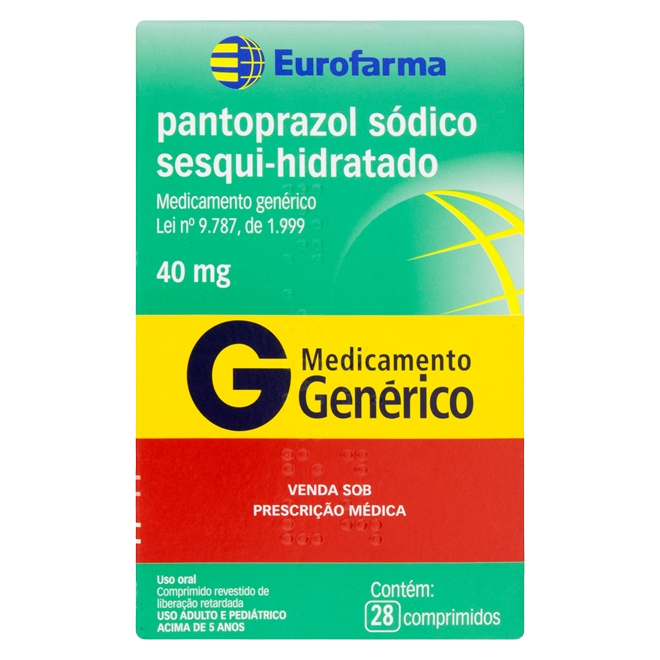 Eurofarma
pantoprazol sódico
sesqui-hidratado
Medicamento genérico
Lei nº 9.787, de 1.999
40 mg
G Medicamento
Genérico
VENDA SOB
PRESCRIÇÃO MÉDICA
Uso oral
Comprimido revestido de
liberação retardada
USO ADULTO E PEDIÁTRICO
ACIMA DE 5 ANOS
Contém:
28 comprimidos